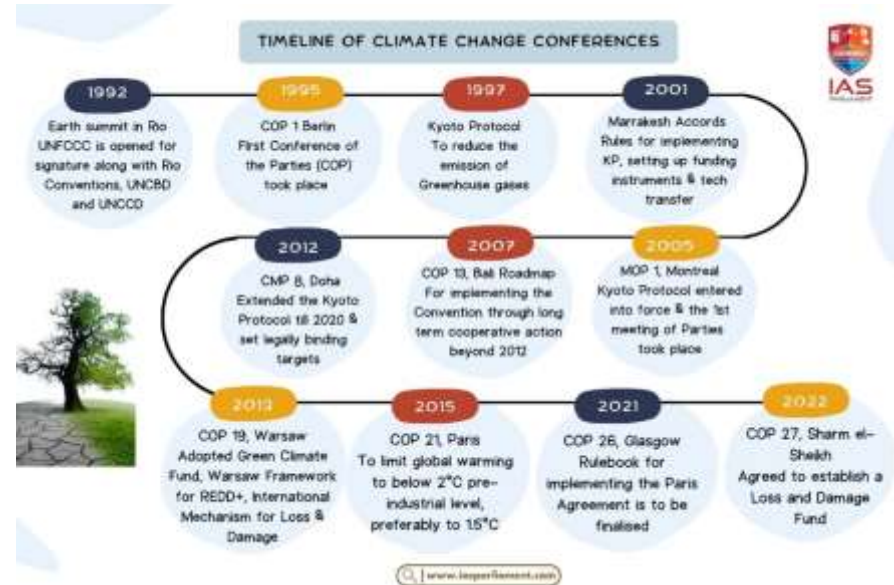 TIMELINE OF CLIMATE CHANGE CONFERENCES
IAS
PARLIAMENT
1992
Earth summit in Rio
UNFCCC is opened for
signature along with Rio
Conventions, UNCBD
and UNCCD
1995
COP 1 Berlin
First Conference of
the Parties (COP)
took place
1997
Kyoto Protocol
To reduce the
emission of
Greenhouse gases
2001
Marrakesh Accords
Rules for implementing
KP, setting up funding
instruments & tech
transfer
2005
MOP 1, Montreal
Kyoto Protocol entered
into force & the 1st
meeting of Parties
took place
2007
COP 13, Bali Roadmap
For implementing the
Convention through long
term cooperative action
beyond 2012
2012
CMP 8, Doha
Extended the Kyoto
Protocol till 2020 &
set legally binding
targets
2013
COP 19, Warsaw
Adopted Green Climate
Fund, Warsaw Framework
for REDD+, International
Mechanism for Loss &
Damage
2015
COP 21, Paris
To limit global warming
to below 2°C pre-
industrial level,
preferably to 1.5°C
2021
COP 26, Glasgow
Rulebook for
implementing the Paris
Agreement is to be
finalised
2022
COP 27, Sharm el-
Sheikh
Agreed to establish a
Loss and Damage
Fund
www.iasparliament.com